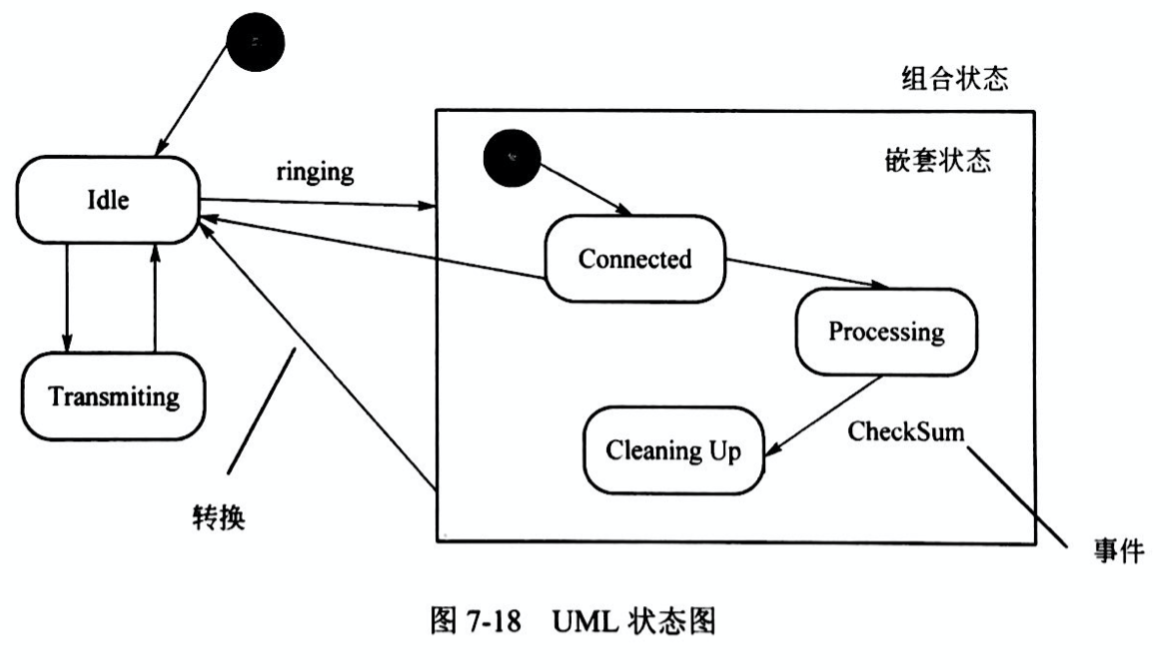 组合状态
嵌套状态
ringing
Idle
Connected
Processing
Transmiting
CheckSum
Cleaning Up
转换
事件
图 7-18 UML 状态图